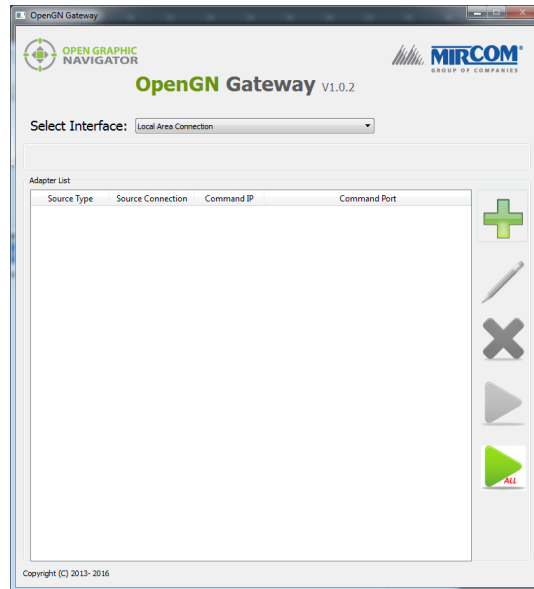 OpenGN Gateway
OPEN GRAPHIC
NAVIGATOR
MIRCOM®
GROUP OF COMPANIES
OpenGN Gateway V1.0.2
Select Interface: Local Area Connection
Adapter List
Source Type Source Connection Command IP Command Port
ALL
Copyright (C) 2013- 2016